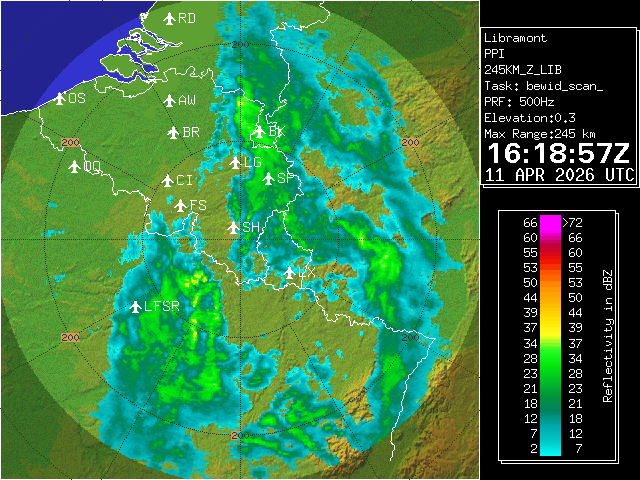 RD
200
OS
AW
BR
BK
200
200
QQ
LG
CI
SP
FS
SH
LX
LFSR
200
200
200
Libramont
PPI
245KM_Z_LIB
Task: bewid_scan_
PRF: 500Hz
Elevation:0.3
Max Range:245 km
16:18:57Z
11 APR 2026 UTC
66 >72
60 66
55 60
53 55
50 53
44 50
39 44
37 39
34 37
28 34
23 28
21 23
18 21
12 18
7 12
2 7
Reflectivity in dBZ